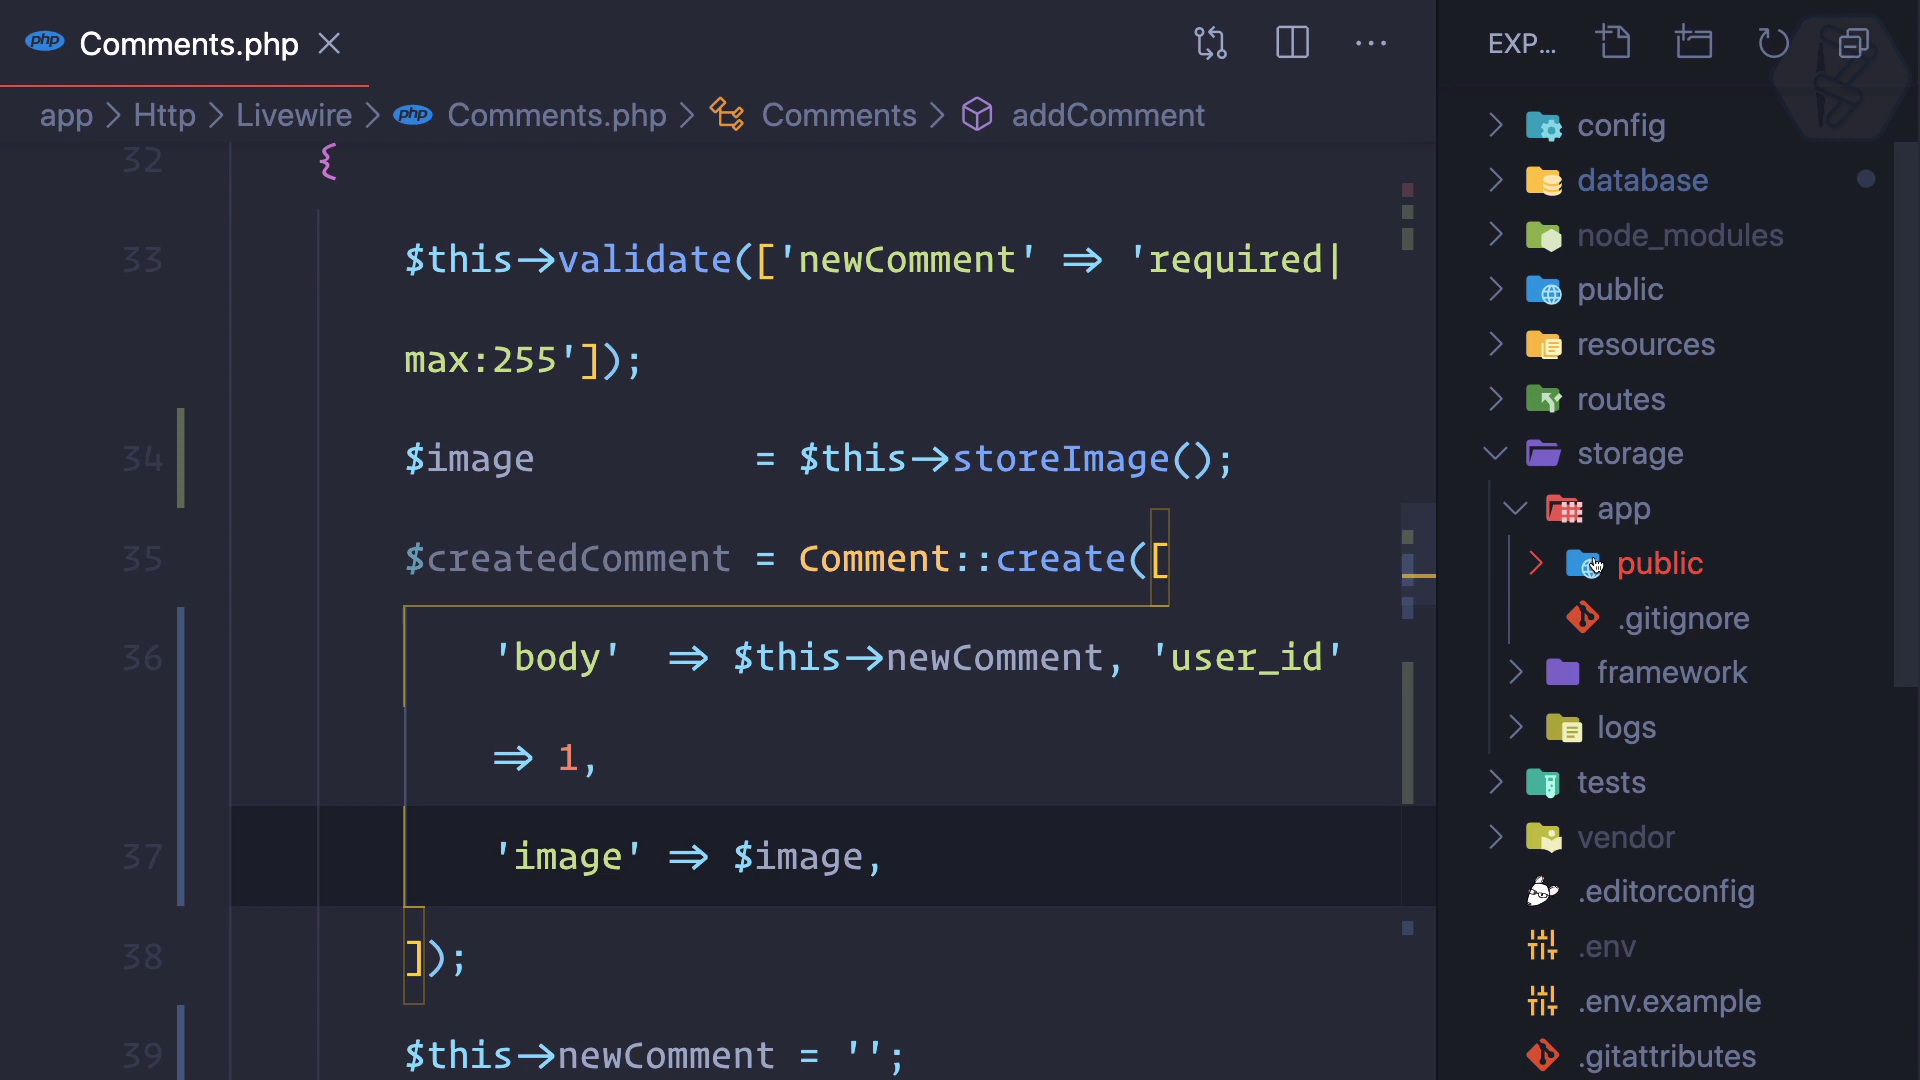 php Comments.php
EXP...
app > Http > Livewire > php Comments.php > Comments > addComment
32 {
33 $this->validate(['newComment' => 'required|
max:255']);
34 $image = $this->storeImage();
35 $createdComment = Comment::create([
36 'body' => $this->newComment, 'user_id'
=> 1,
37 'image' => $image,
38 ]);
39 $this->newComment = '';
config
database
node_modules
public
resources
routes
storage
app
public
.gitignore
framework
logs
tests
vendor
.editorconfig
.env
.env.example
.gitattributes